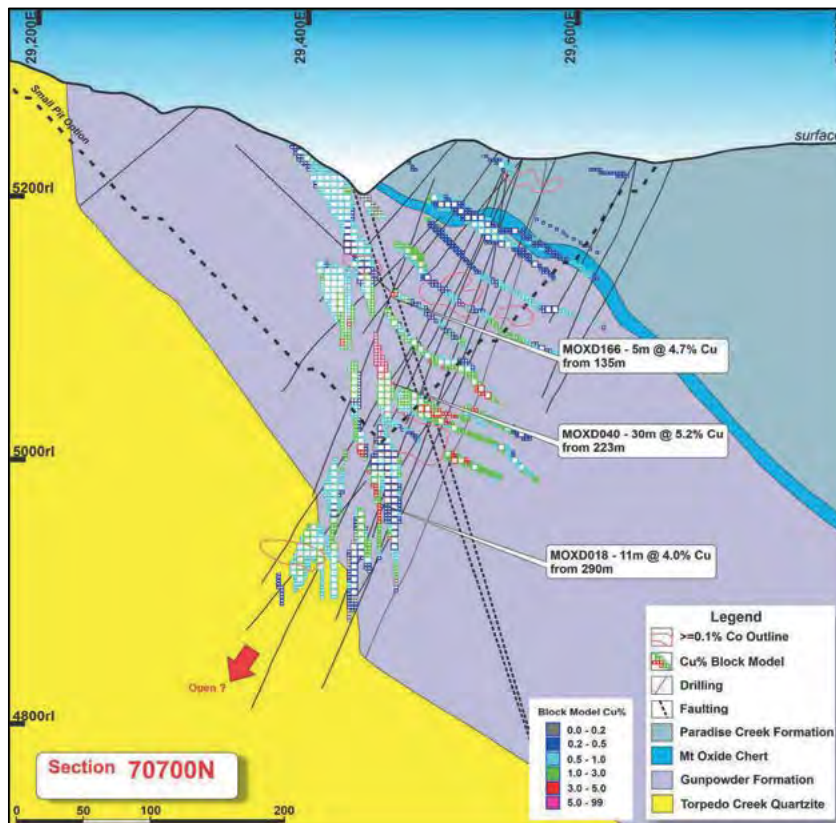 29,200E
29,400E
29,600E
Small Pit Option
surface
5200rl
5000rl
4800rl
MOXD166 - 5m @ 4.7% Cu
from 135m
MOXD040 - 30m @ 5.2% Cu
from 223m
MOXD018 - 11m @ 4.0% Cu
from 290m
Open ?
Section 70700N
0 50 100 200
Block Model Cu%
0.0 - 0.2
0.2 - 0.5
0.5 - 1.0
1.0 - 3.0
3.0 - 5.0
5.0 - 99
Legend
>=0.1% Co Outline
Cu% Block Model
Drilling
Faulting
Paradise Creek Formation
Mt Oxide Chert
Gunpowder Formation
Torpedo Creek Quartzite